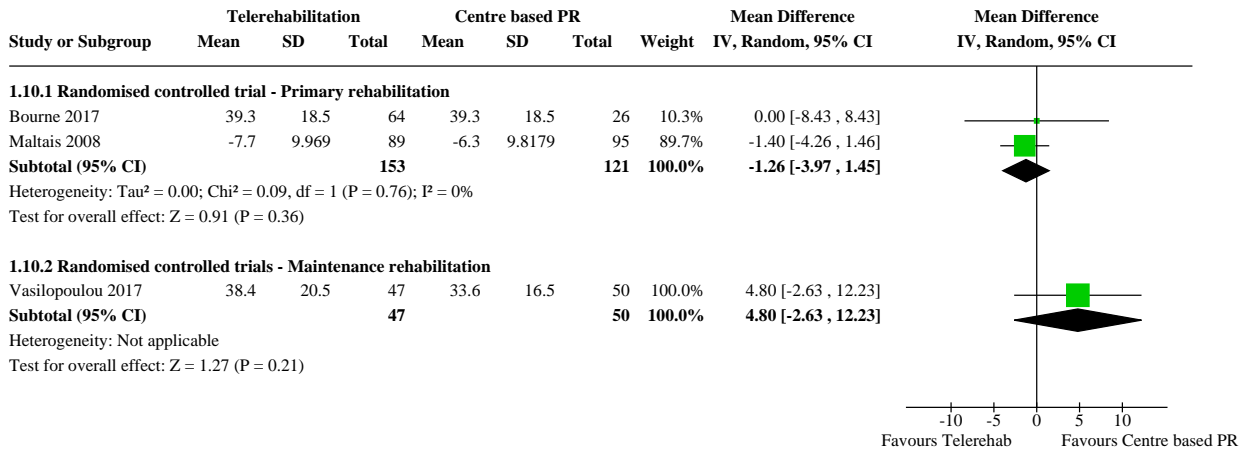 Telerehabilitation Centre based PR Mean Difference Mean Difference
Study or Subgroup Mean SD Total Mean SD Total Weight IV, Random, 95% CI IV, Random, 95% CI
1.10.1 Randomised controlled trial - Primary rehabilitation
Bourne 2017 39.3 18.5 64 39.3 18.5 26 10.3% 0.00 [-8.43 , 8.43]
Maltais 2008 -7.7 9.969 89 -6.3 9.8179 95 89.7% -1.40 [-4.26 , 1.46]
Subtotal (95% CI) 153 121 100.0% -1.26 [-3.97 , 1.45]
Heterogeneity: Tau² = 0.00; Chi² = 0.09, df = 1 (P = 0.76); I² = 0%
Test for overall effect: Z = 0.91 (P = 0.36)
1.10.2 Randomised controlled trials - Maintenance rehabilitation
Vasilopoulou 2017 38.4 20.5 47 33.6 16.5 50 100.0% 4.80 [-2.63 , 12.23]
Subtotal (95% CI) 47 50 100.0% 4.80 [-2.63 , 12.23]
Heterogeneity: Not applicable
Test for overall effect: Z = 1.27 (P = 0.21)
-10 -5 0 5 10
Favours Telerehab Favours Centre based PR